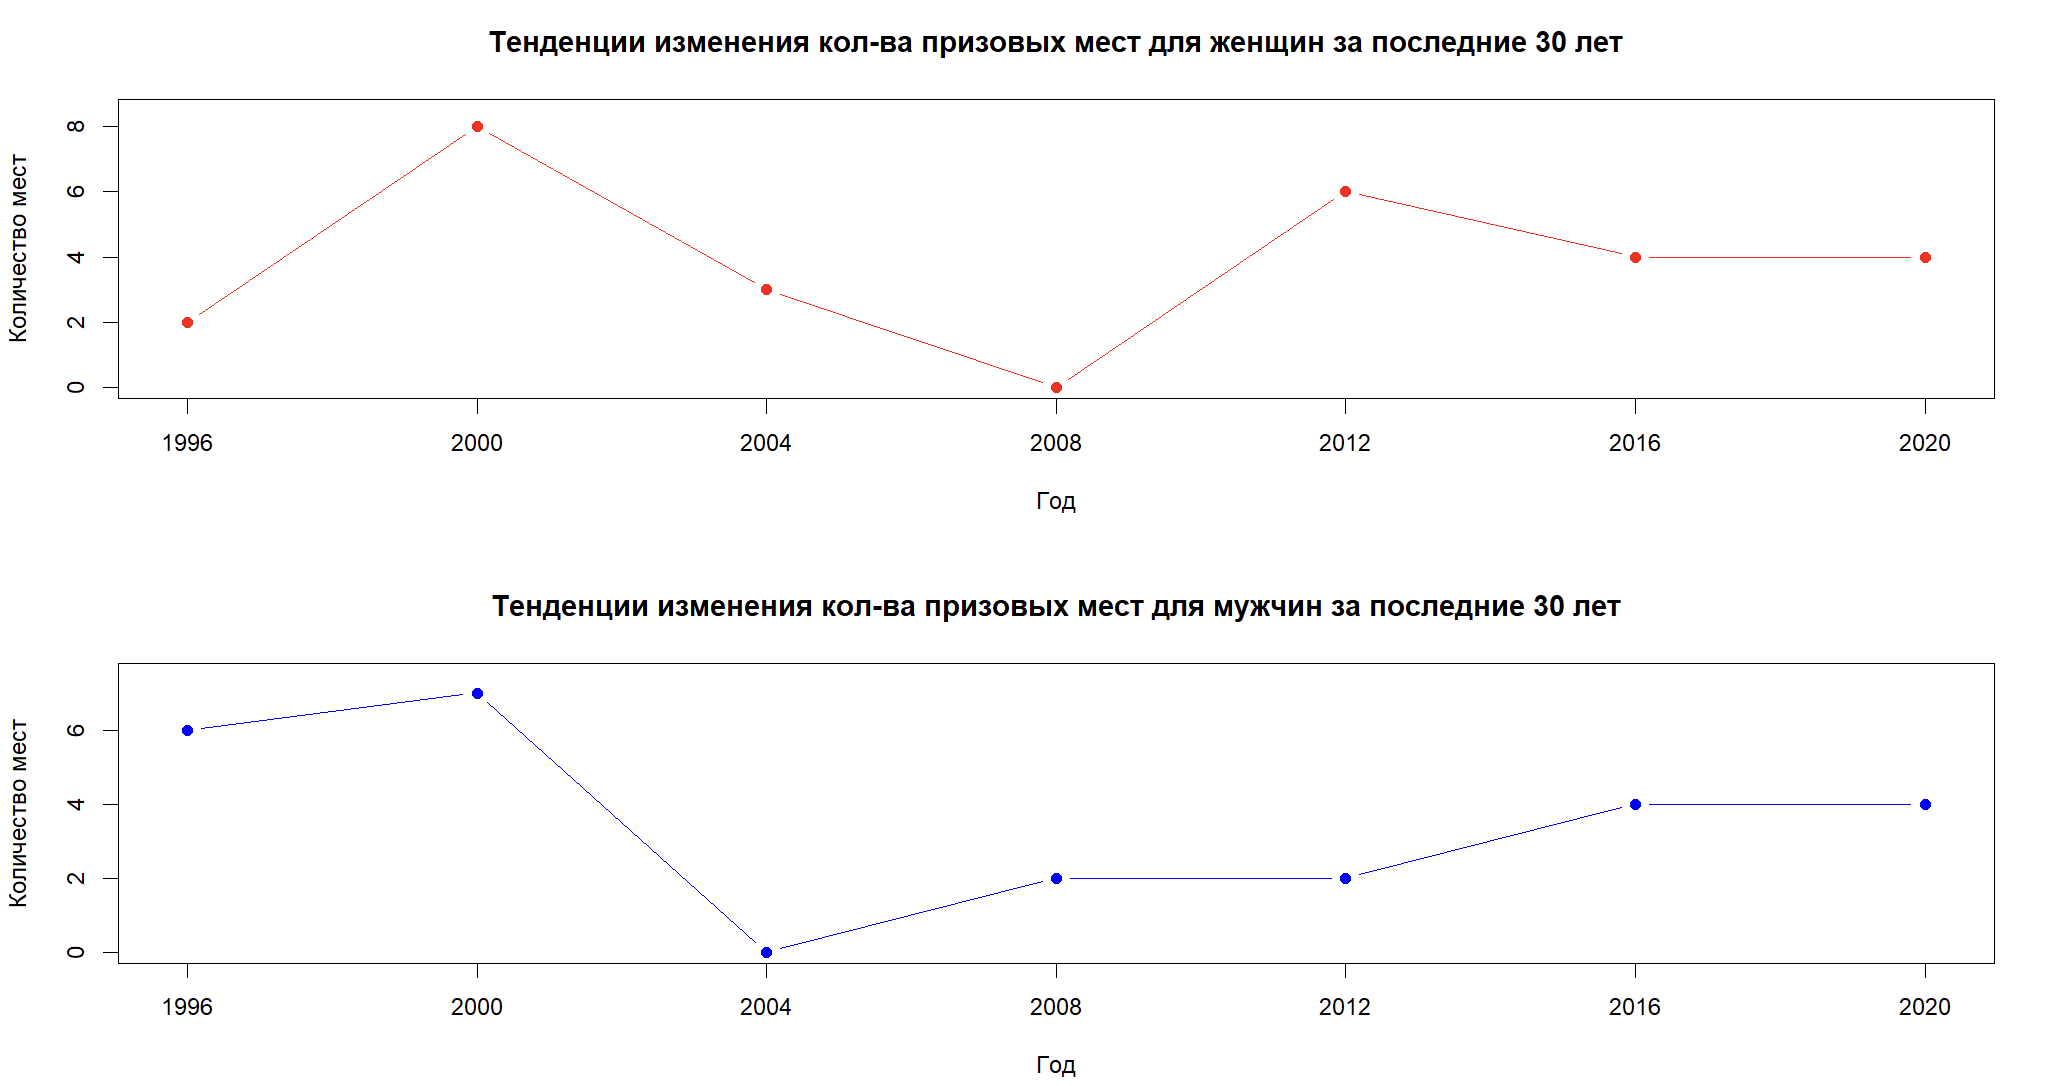 Тенденции изменения кол-ва призовых мест для женщин за последние 30 лет
Количество мест
8
6
4
2
0
1996 2000 2004 2008 2012 2016 2020
Год
Тенденции изменения кол-ва призовых мест для мужчин за последние 30 лет
Количество мест
6
4
2
0
1996 2000 2004 2008 2012 2016 2020
Год